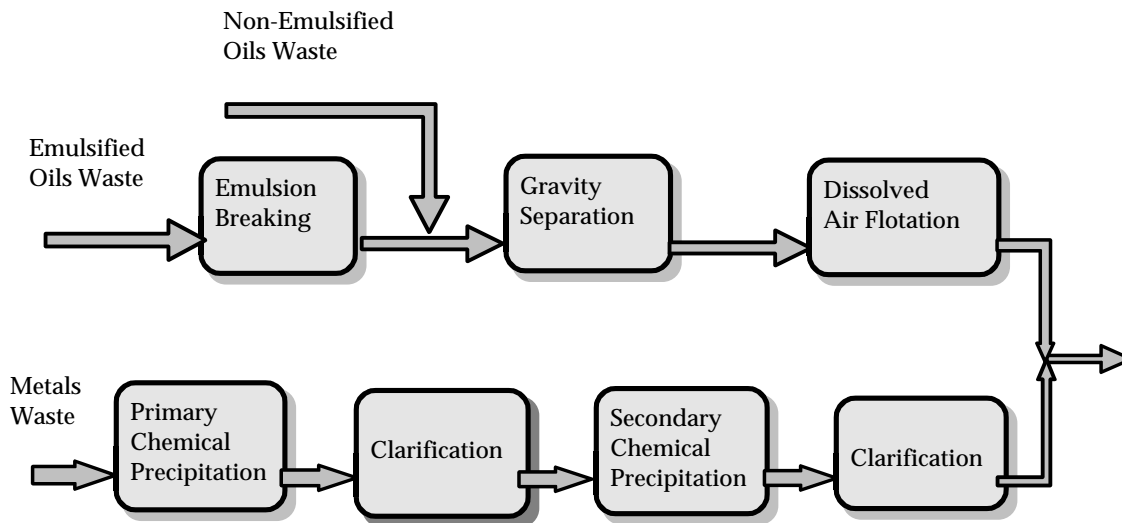 Non-Emulsified
Oils Waste
Emulsified
Oils Waste
Emulsion
Breaking
Gravity
Separation
Dissolved
Air Flotation
Metals
Waste
Primary
Chemical
Precipitation
Clarification
Secondary
Chemical
Precipitation
Clarification